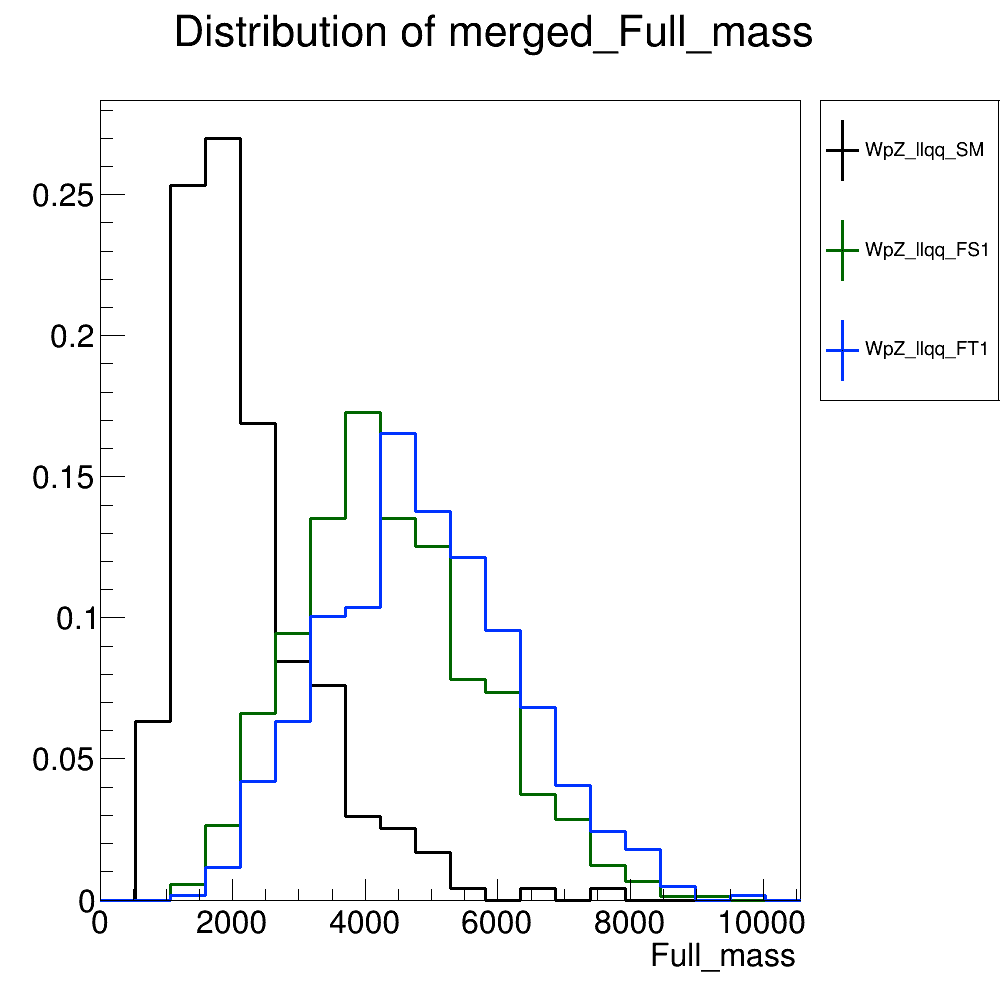 Distribution of merged_Full_mass
WpZ_llqq_SM
WpZ_llqq_FS1
WpZ_llqq_FT1
0.25
0.2
0.15
0.1
0.05
0
0 2000 4000 6000 8000 10000
Full_mass